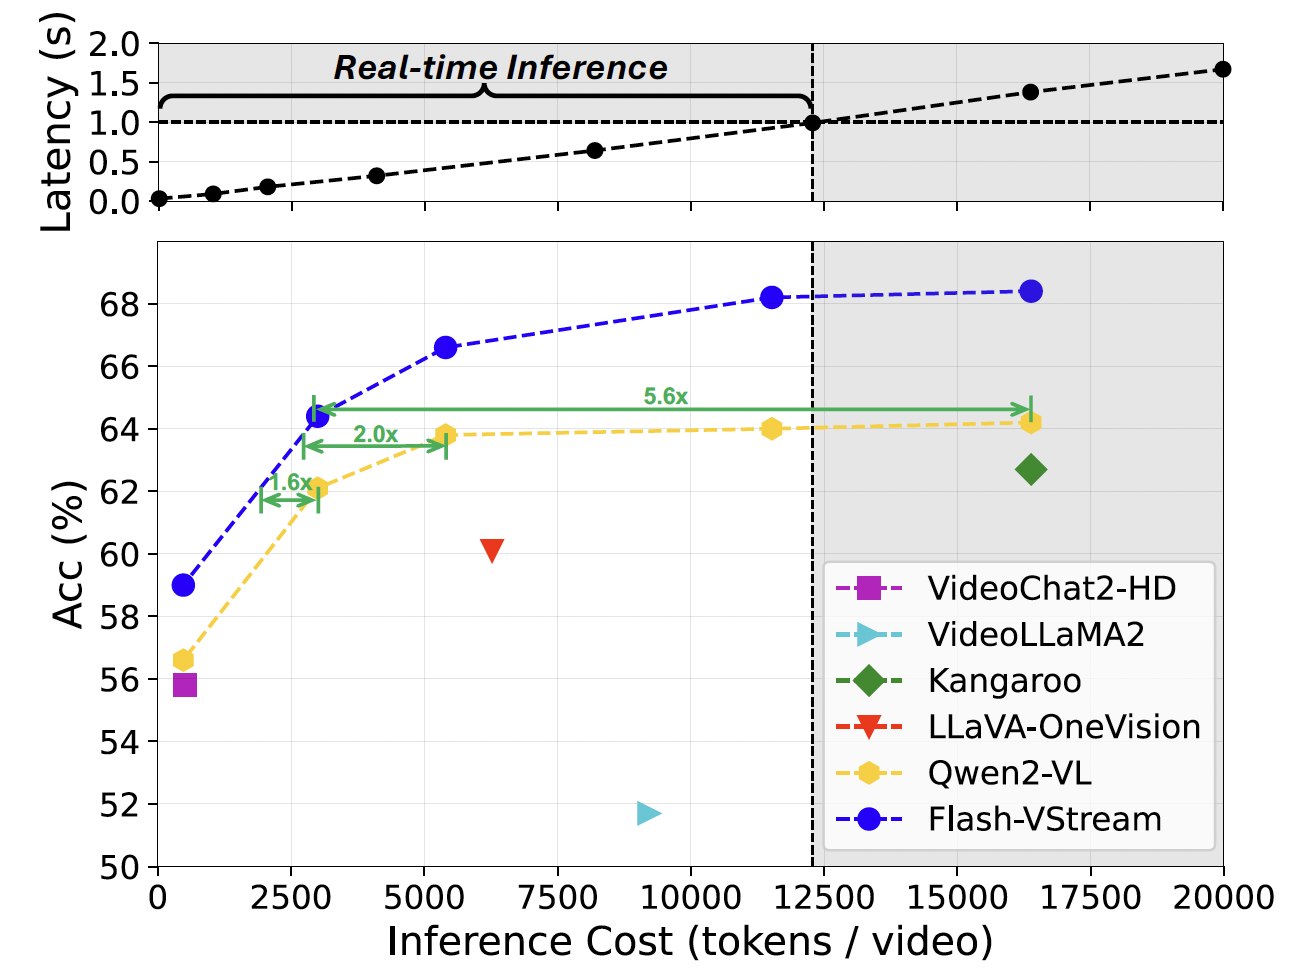 Latency (s)
2.0
1.5
1.0
0.5
0.0
Real-time Inference
Acc (%)
68
66
64
62
60
58
56
54
52
50
5.6x
2.0x
1.6x
VideoChat2-HD
VideoLLaMA2
Kangaroo
LLaVA-OneVision
Qwen2-VL
Flash-VStream
0 2500 5000 7500 10000 12500 15000 17500 20000
Inference Cost (tokens / video)